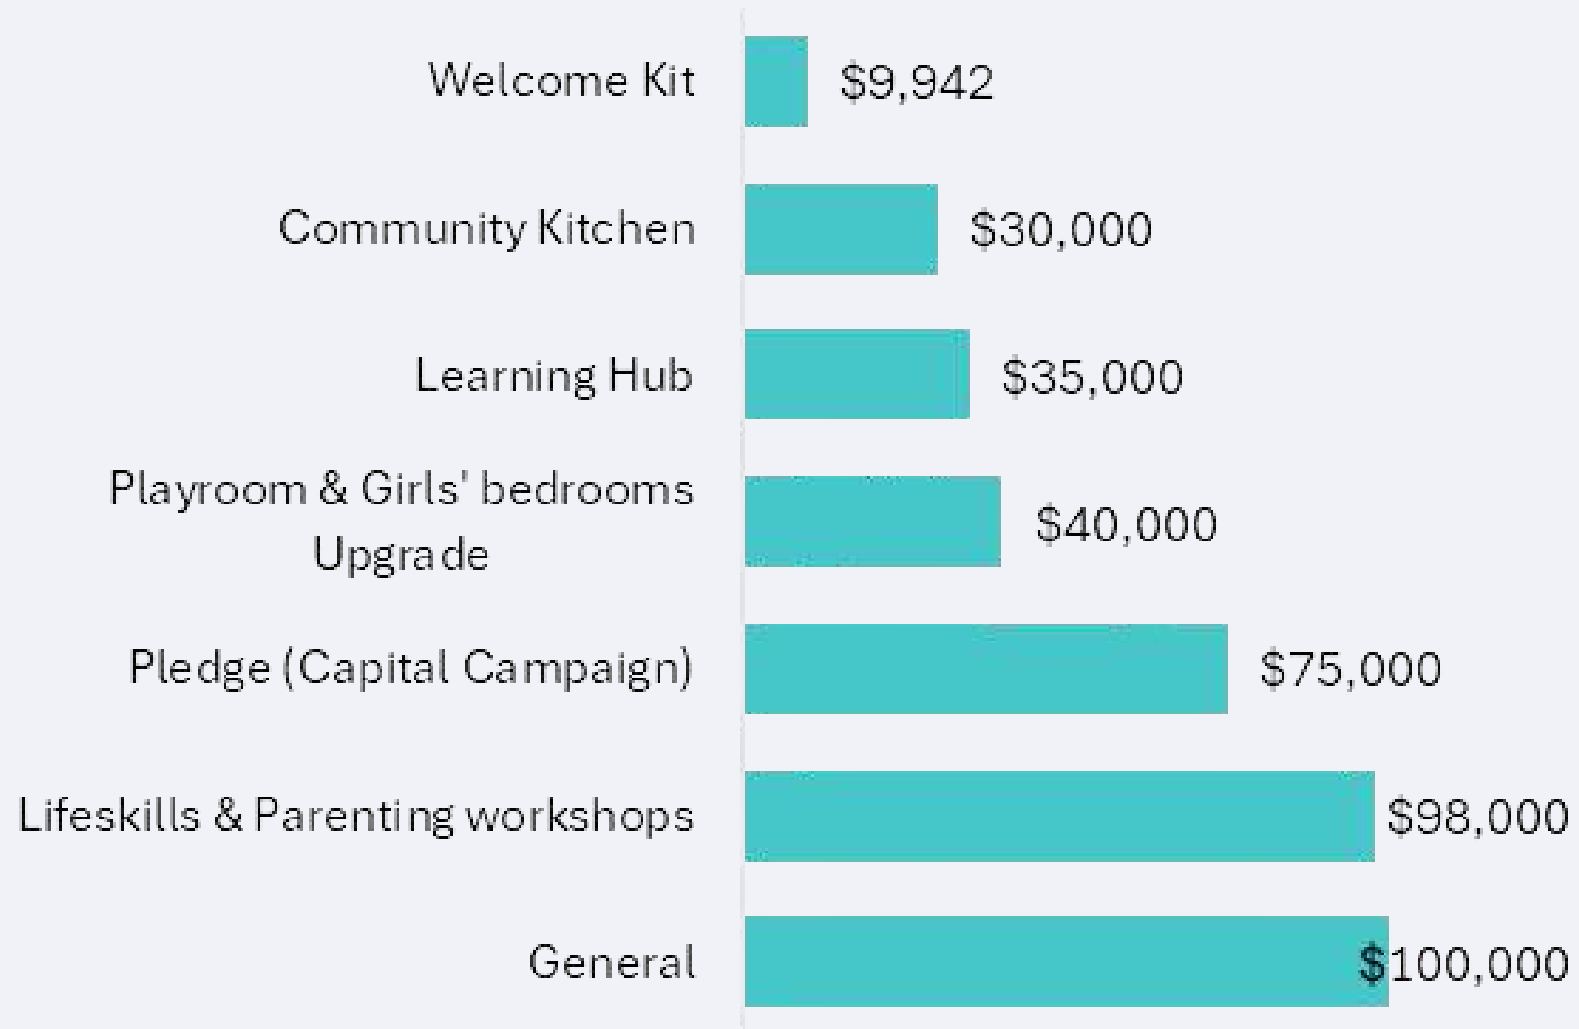 Welcome Kit $9,942
Community Kitchen $30,000
Learning Hub $35,000
Playroom & Girls' bedrooms
Upgrade $40,000
Pledge (Capital Campaign) $75,000
Lifeskills & Parenting workshops $98,000
General $100,000